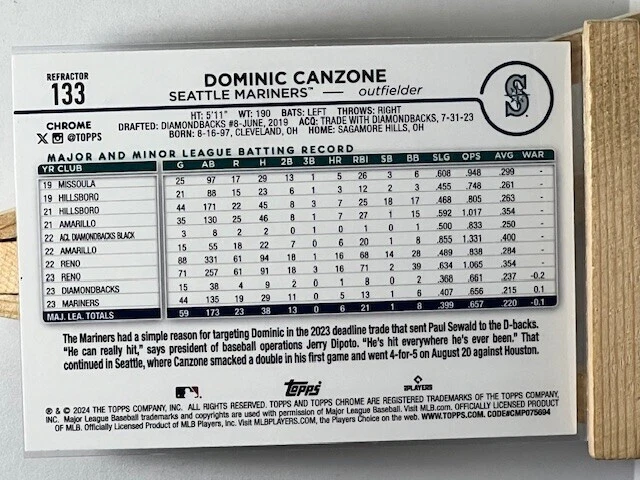 REFRACTOR
133
DOMINIC CANZONE
SEATTLE MARINERS™ — outfielder
S
CHROME
X @TOPPS
HT: 5'11" WT: 190 BATS: LEFT THROWS: RIGHT
DRAFTED: DIAMONDBACKS #8-JUNE, 2019 ACQ: TRADE WITH DIAMONDBACKS, 7-31-23
BORN: 8-16-97, CLEVELAND, OH HOME: SAGAMORE HILLS, OH
MAJOR AND MINOR LEAGUE BATTING RECORD
YR CLUB G AB R H 2B 3B HR RBI SB BB SLG OPS AVG WAR
19 MISSOULA 25 97 17 29 13 1 5 26 3 6 .608 .948 .299 -
19 HILLSBORO 21 88 15 23 6 1 3 12 2 3 .455 .748 .261 -
21 HILLSBORO 44 171 22 45 8 3 7 25 18 17 .468 .805 .263 -
21 AMARILLO 35 130 25 46 8 1 7 27 1 15 .592 1.017 .354 -
22 ACL DIAMONDBACKS BLACK 3 8 2 2 0 1 0 1 0 0 .500 .833 .250 -
22 AMARILLO 15 55 18 22 7 0 6 20 1 8 .855 1.331 .400 -
22 RENO 88 331 61 94 18 1 16 68 14 28 .489 .838 .284 -
23 RENO 71 257 61 91 18 3 16 71 2 39 .634 1.065 .354 -
23 DIAMONDBACKS 15 38 4 9 2 0 1 8 0 2 .368 .661 .237 -0.2
23 MARINERS 44 135 19 29 11 0 5 13 1 6 .407 .656 .215 0.1
MAJ. LEA. TOTALS 59 173 23 38 13 0 6 21 1 8 .399 .657 .220 -0.1
The Mariners had a simple reason for targeting Dominic in the 2023 deadline trade that sent Paul Sewald to the D-backs.
"He can really hit," says president of baseball operations Jerry Dipoto. "He's hit everywhere he's ever been." That
continued in Seattle, where Canzone smacked a double in his first game and went 4-for-5 on August 20 against Houston.
topps
PLAYERS
® & © 2024 THE TOPPS COMPANY, INC. ALL RIGHTS RESERVED. TOPPS AND TOPPS CHROME ARE REGISTERED TRADEMARKS OF THE TOPPS COMPANY,
INC. Major League Baseball trademarks and copyrights are used with permission of Major League Baseball. Visit MLB.com. OFFICIALLY LICENSED PRODUCT
OF MLB. Officially Licensed Product of MLB Players, Inc. Visit MLBPLAYERS.com, the Players Choice on the web. WWW.TOPPS.COM. CODE#CMP075694